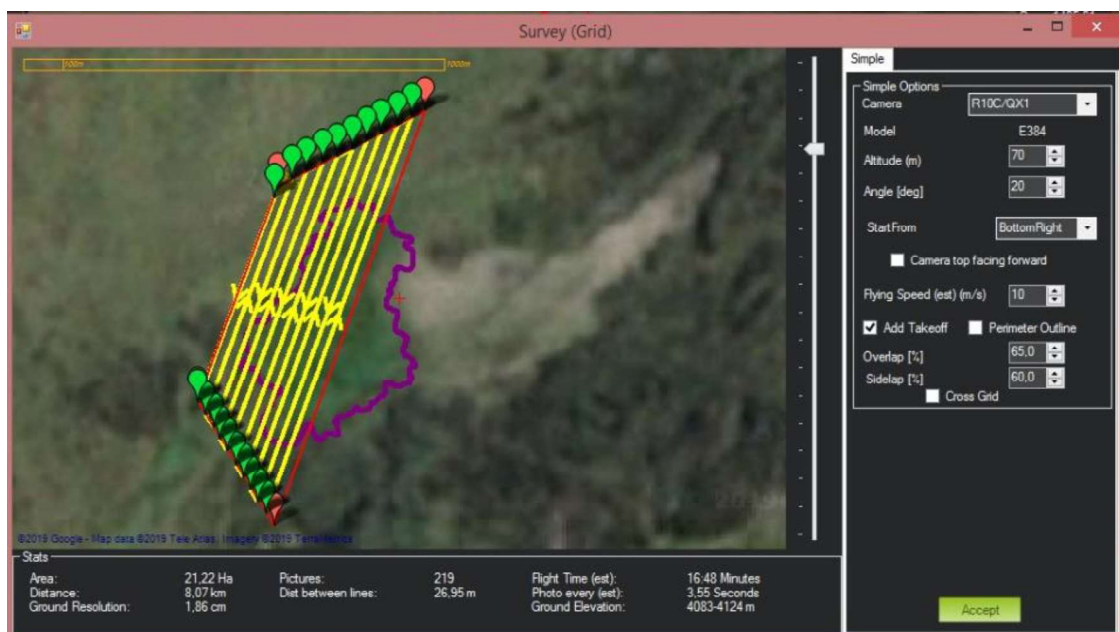 Survey (Grid)
100m
1000m
©2019 Google - Map data ©2019 Tele Atlas, Imagery ©2019 TerraMetrics
Simple
Simple Options
Camera R10C/QX1
Model E384
Altitude (m) 70
Angle [deg] 20
StartFrom BottomRight
Camera top facing forward
Flying Speed (est) (m/s) 10
Add Takeoff Perimeter Outline
Overlap [%] 65,0
Sidelap [%] 60,0
Cross Grid
Stats
Area: 21,22 Ha Pictures: 219 Flight Time (est): 16:48 Minutes
Distance: 8,07 km Dist between lines: 26,95 m Photo every (est): 3,55 Seconds
Ground Resolution: 1,86 cm Ground Elevation: 4083-4124 m
Accept